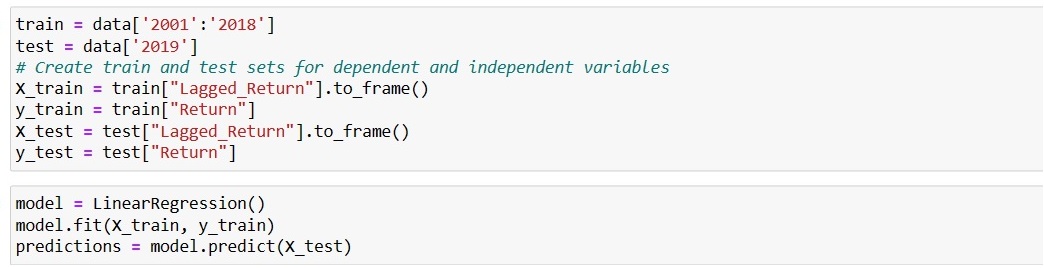 train = data['2001':'2018']
test = data['2019']
# Create train and test sets for dependent and independent variables
X_train = train["Lagged_Return"].to_frame()
y_train = train["Return"]
X_test = test["Lagged_Return"].to_frame()
y_test = test["Return"]
model = LinearRegression()
model.fit(X_train, y_train)
predictions = model.predict(X_test)